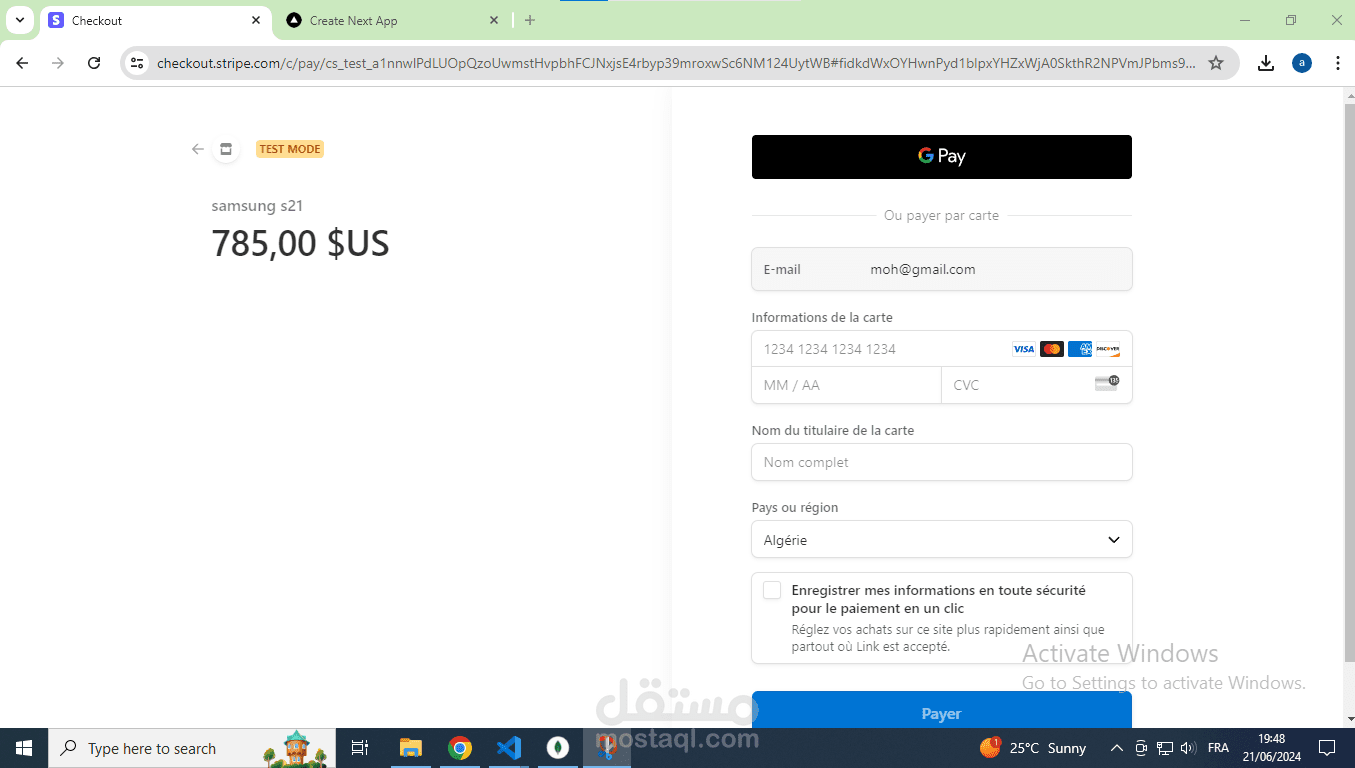 Checkout
Create Next App
checkout.stripe.com/c/pay/cs_test_a1nnwIPdLUOpQzoUwmstHvpbhFCJNxjsE4rbyp39mroxwSc6NM124UytWB#fidkdWxOYHwnPyd1blpxYHZxWjA0SkthR2NPVmJPbms9...
a
TEST MODE
samsung s21
785,00 $US
G Pay
Ou payer par carte
E-mail moh@gmail.com
Informations de la carte
1234 1234 1234 1234 VISA AMEX DISCOVER
MM / AA CVC 135
Nom du titulaire de la carte
Nom complet
Pays ou région
Algérie
Enregistrer mes informations en toute sécurité
pour le paiement en un clic
Réglez vos achats sur ce site plus rapidement ainsi que
partout où Link est accepté.
Activate Windows
Go to Settings to activate Windows.
Payer
مستقل
mostaql.com
Type here to search
1 25°C Sunny
FRA
19:48
21/06/2024